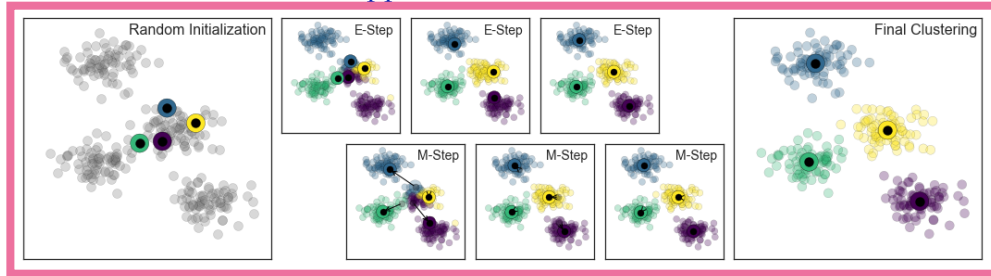 Random Initialization
E-Step
E-Step
E-Step
Final Clustering
M-Step
M-Step
M-Step